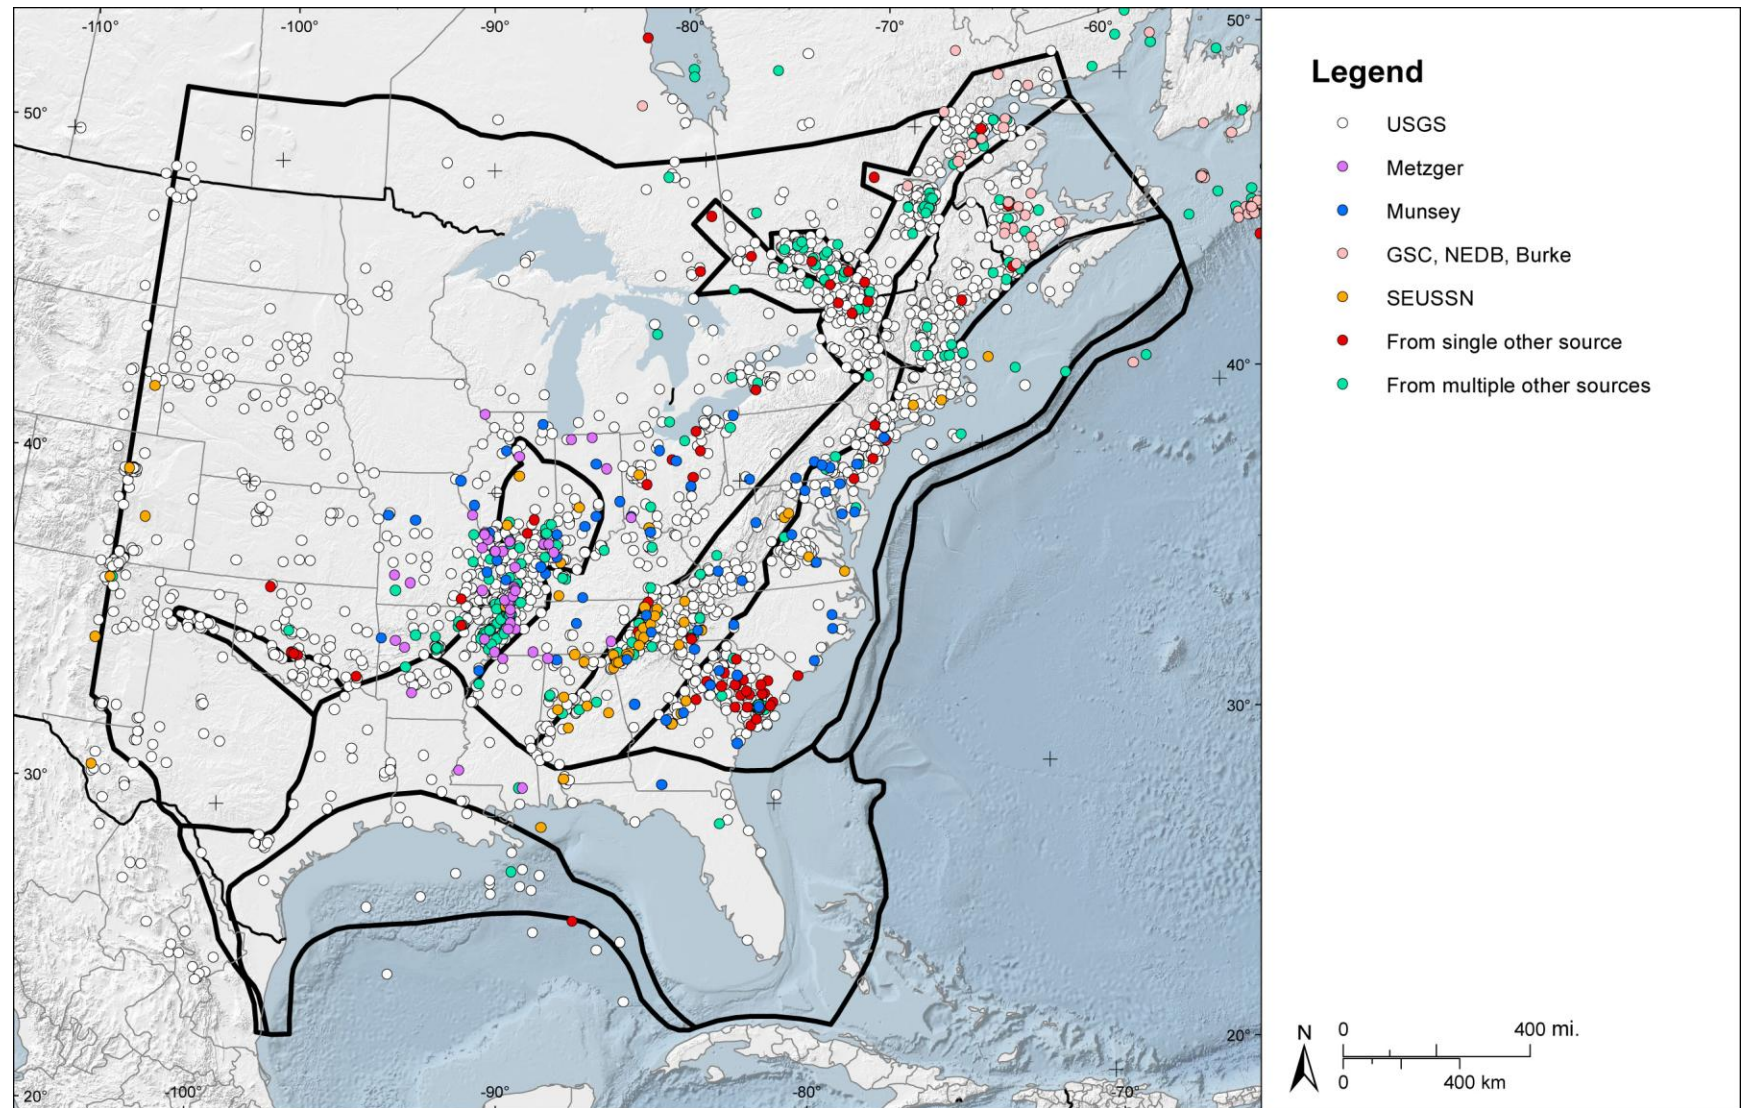 -110° -100° -90° -80° -70° -60° 50°
50°
40°
40°
30°
30°
20°
20° -100° -90° -80° -70°
Legend
USGS
Metzger
Munsey
GSC, NEDB, Burke
SEUSSN
From single other source
From multiple other sources
N 0 400 mi.
0 400 km